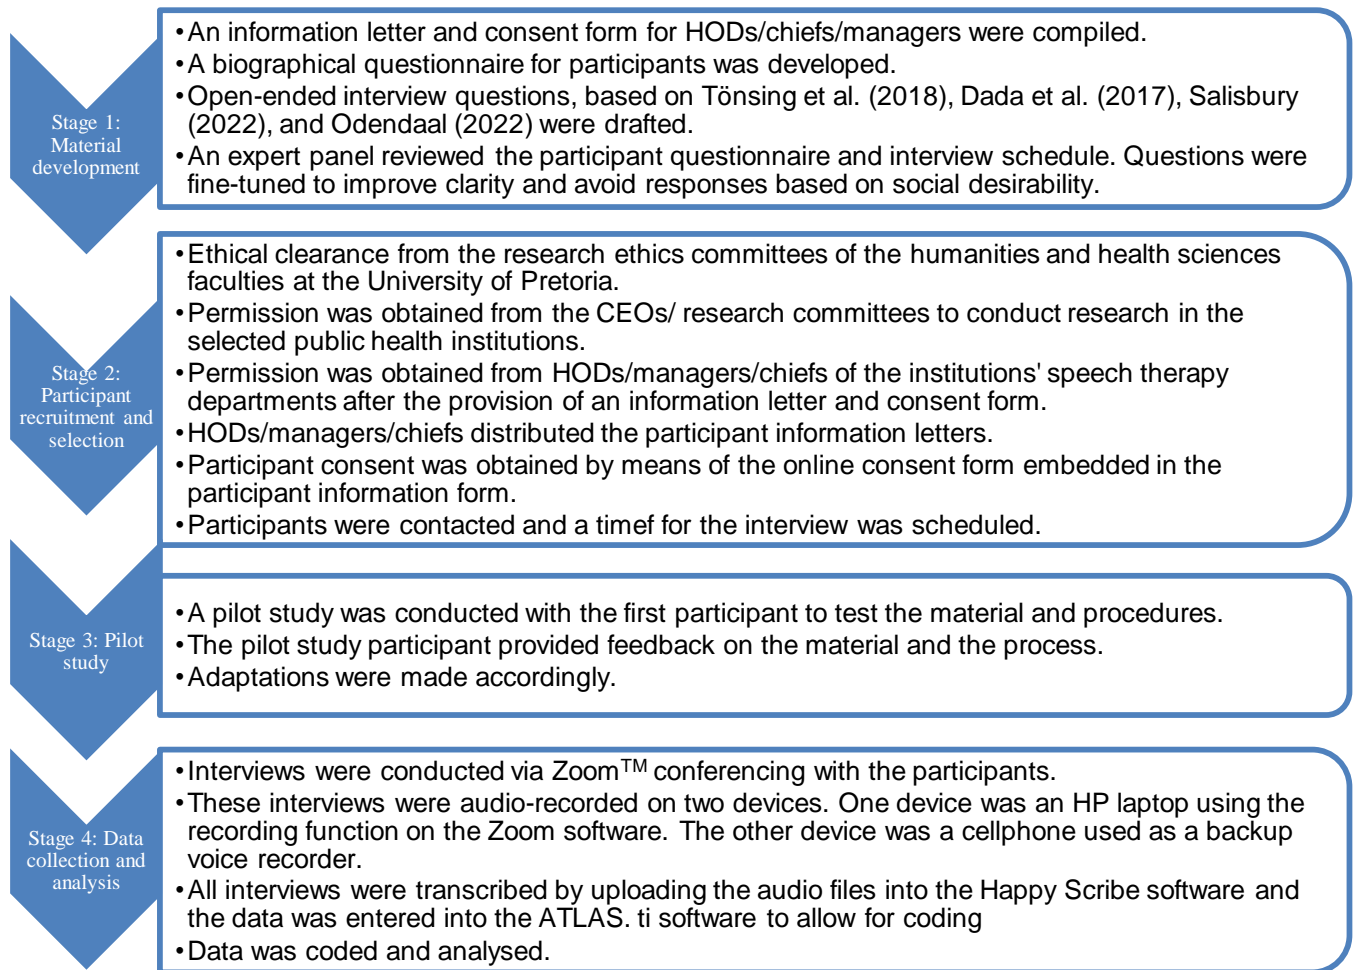 Stage 1:
Material
development
•An information letter and consent form for HODs/chiefs/managers were compiled.
•A biographical questionnaire for participants was developed.
•Open-ended interview questions, based on Tönsing et al. (2018), Dada et al. (2017), Salisbury
(2022), and Odendaal (2022) were drafted.
•An expert panel reviewed the participant questionnaire and interview schedule. Questions were
fine-tuned to improve clarity and avoid responses based on social desirability.
Stage 2:
Participant
recruitment and
selection
•Ethical clearance from the research ethics committees of the humanities and health sciences
faculties at the University of Pretoria.
•Permission was obtained from the CEOs/ research committees to conduct research in the
selected public health institutions.
•Permission was obtained from HODs/managers/chiefs of the institutions' speech therapy
departments after the provision of an information letter and consent form.
•HODs/managers/chiefs distributed the participant information letters.
•Participant consent was obtained by means of the online consent form embedded in the
participant information form.
•Participants were contacted and a timef for the interview was scheduled.
Stage 3: Pilot
study
•A pilot study was conducted with the first participant to test the material and procedures.
•The pilot study participant provided feedback on the material and the process.
•Adaptations were made accordingly.
Stage 4: Data
collection and
analysis
•Interviews were conducted via Zoom™ conferencing with the participants.
•These interviews were audio-recorded on two devices. One device was an HP laptop using the
recording function on the Zoom software. The other device was a cellphone used as a backup
voice recorder.
•All interviews were transcribed by uploading the audio files into the Happy Scribe software and
the data was entered into the ATLAS. ti software to allow for coding
•Data was coded and analysed.